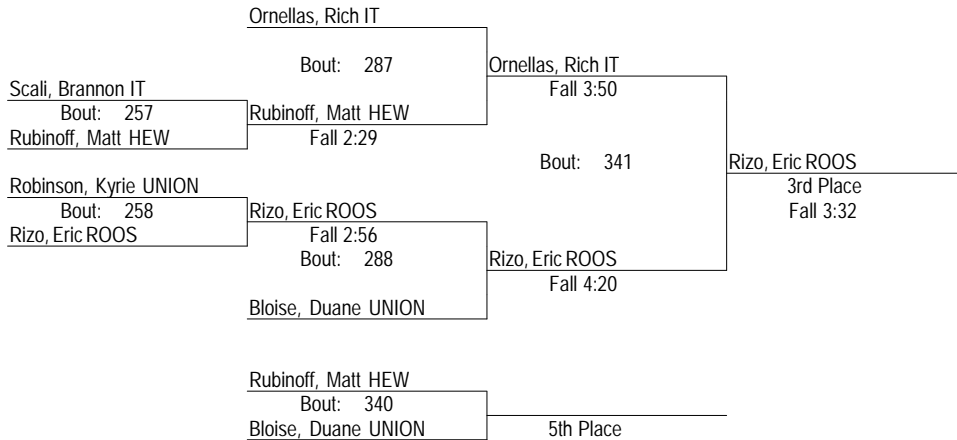 Ornellas, Rich IT
Bout: 287
Ornellas, Rich IT
Fall 3:50
Scali, Brannon IT
Bout: 257
Rubinoff, Matt HEW
Rubinoff, Matt HEW
Fall 2:29
Bout: 341
Rizo, Eric ROOS
3rd Place
Fall 3:32
Robinson, Kyrie UNION
Bout: 258
Rizo, Eric ROOS
Rizo, Eric ROOS
Fall 2:56
Bout: 288
Rizo, Eric ROOS
Fall 4:20
Bloise, Duane UNION
Rubinoff, Matt HEW
Bout: 340
Bloise, Duane UNION
5th Place